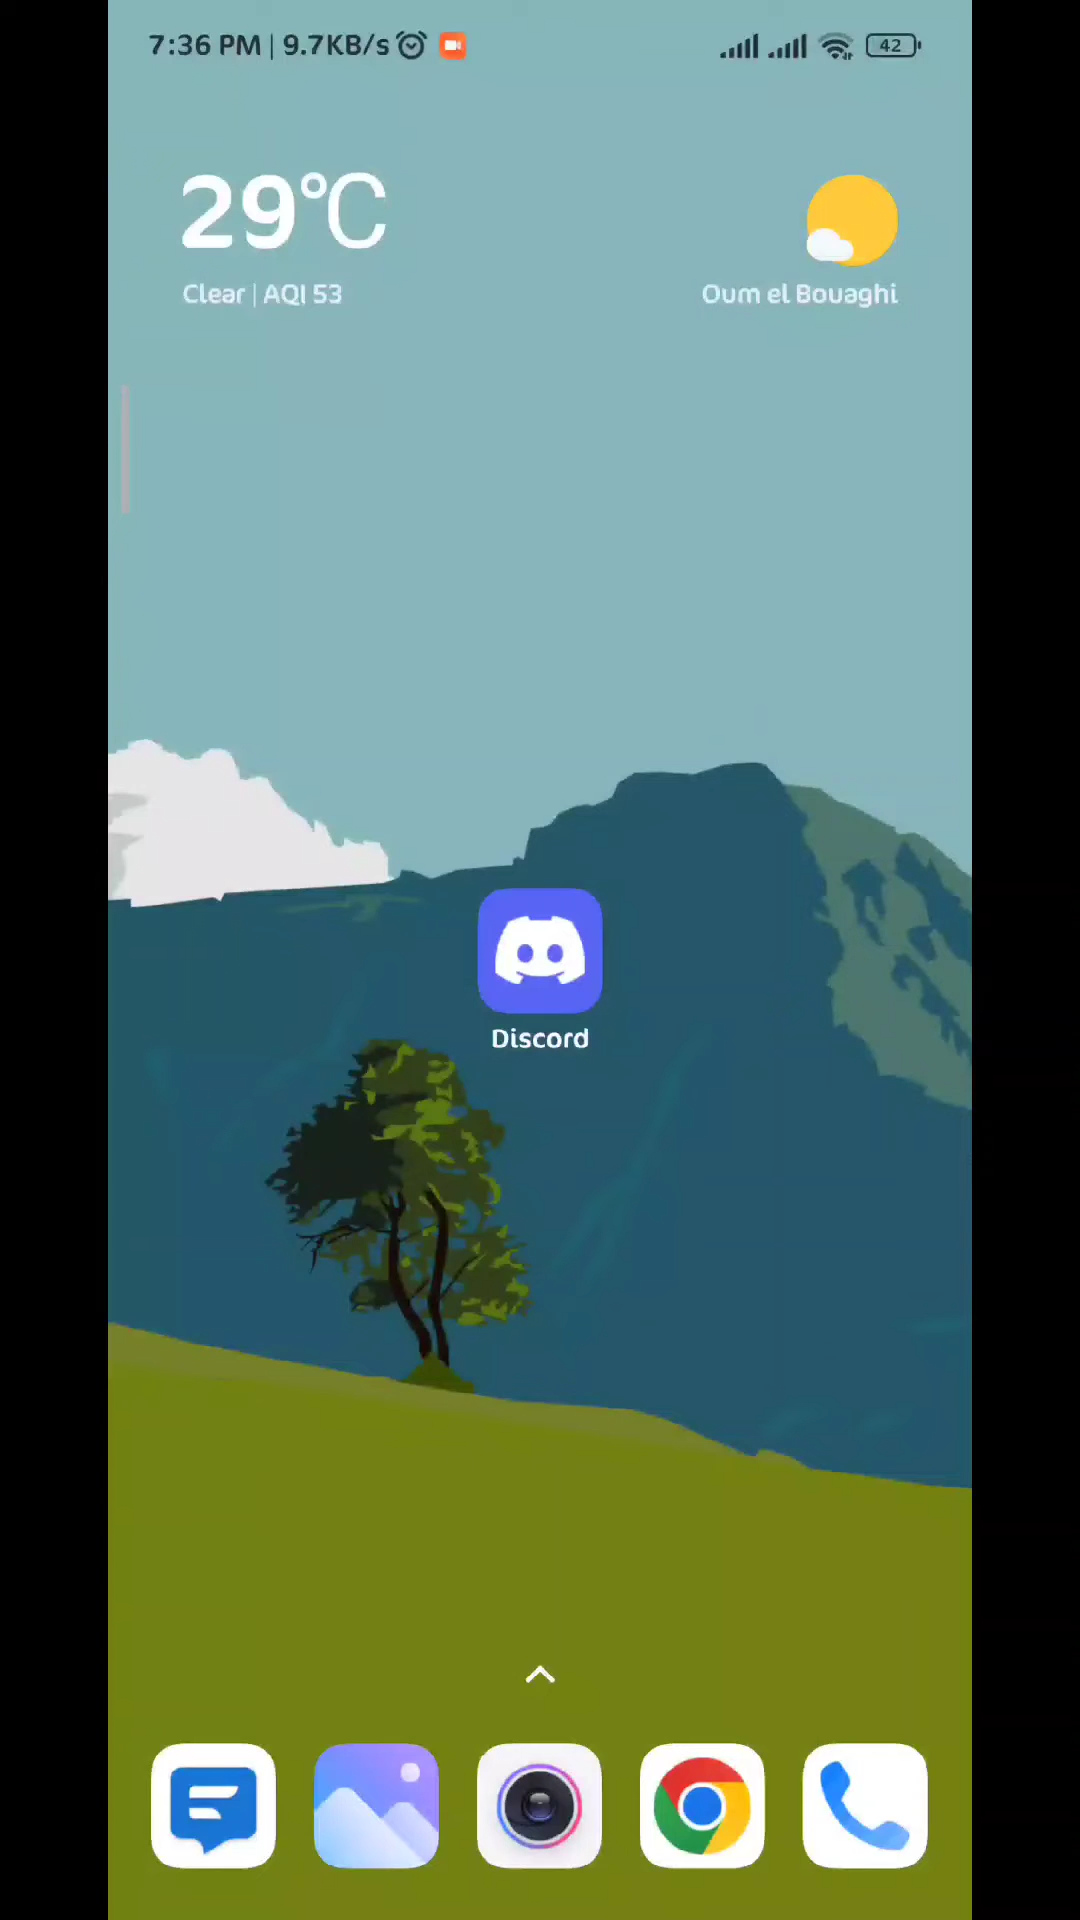 7:36 PM | 9.7KB/s
42
29°C
Clear | AQI 53
Oum el Bouaghi
Discord